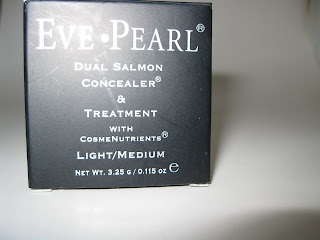 EVE • PEARL®
DUAL SALMON
CONCEALER®
&
TREATMENT
WITH
COSMENUTRIENTS®
LIGHT/MEDIUM
NET WT. 3.25 g / 0.115 oz ℮